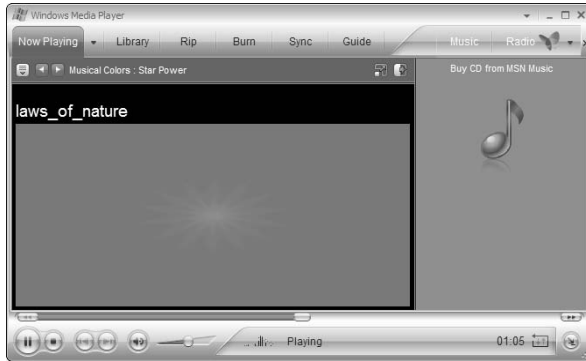 Windows Media Player
Now Playing Library Rip Burn Sync Guide Music Radio
Musical Colors : Star Power
Buy CD from MSN Music
laws_of_nature
Playing 01:05